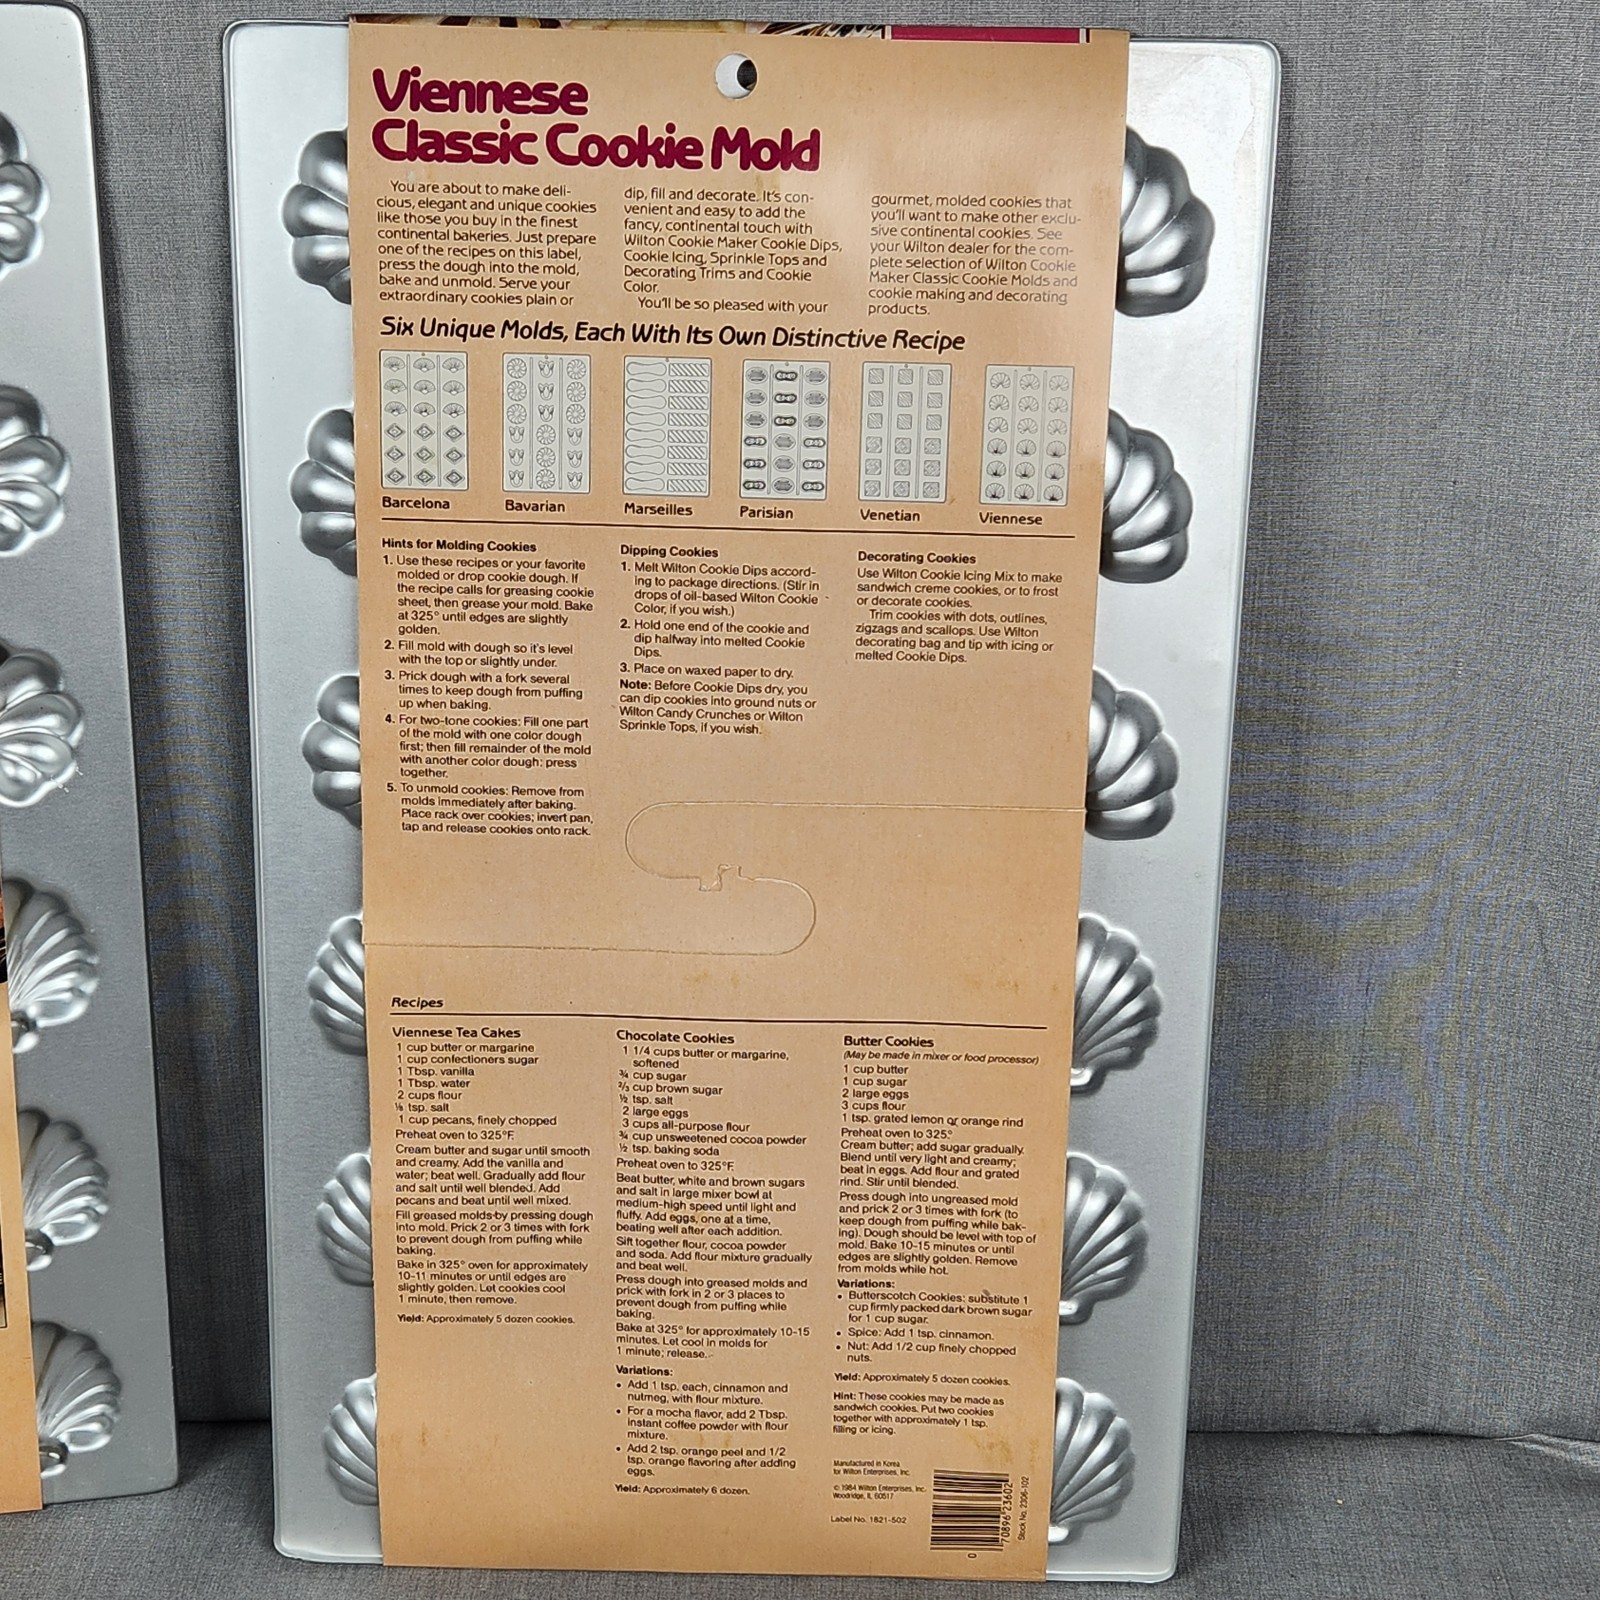 Viennese
Classic Cookie Mold
You are about to make deli-
cious, elegant and unique cookies
like those you buy in the finest
continental bakeries. Just prepare
one of the recipes on this label,
press the dough into the mold,
bake and unmold. Serve your
extraordinary cookies plain or
dip, fill and decorate. It's con-
venient and easy to add the
fancy, continental touch with
Wilton Cookie Maker Cookie Dips,
Cookie Icing, Sprinkle Tops and
Decorating Trims and Cookie
Color.
You'll be so pleased with your
gourmet, molded cookies that
you'll want to make other exclu-
sive continental cookies. See
your Wilton dealer for the com-
plete selection of Wilton Cookie
Maker Classic Cookie Molds and
cookie making and decorating
products.
Six Unique Molds, Each With Its Own Distinctive Recipe
Barcelona
Bavarian
Marseilles
Parisian
Venetian
Viennese
Hints for Molding Cookies
1. Use these recipes or your favorite
molded or drop cookie dough. If
the recipe calls for greasing cookie
sheet, then grease your mold. Bake
at 325° until edges are slightly
golden.
2. Fill mold with dough so it's level
with the top or slightly under.
3. Prick dough with a fork several
times to keep dough from puffing
up when baking.
4. For two-tone cookies: Fill one part
of the mold with one color dough
first; then fill remainder of the mold
with another color dough: press
together.
5. To unmold cookies: Remove from
molds immediately after baking.
Place rack over cookies; invert pan,
tap and release cookies onto rack.
Dipping Cookies
1. Melt Wilton Cookie Dips accord-
ing to package directions. (Stir in
drops of oil-based Wilton Cookie
Color, if you wish.)
2. Hold one end of the cookie and
dip halfway into melted Cookie
Dips.
3. Place on waxed paper to dry.
Note: Before Cookie Dips dry, you
can dip cookies into ground nuts or
Wilton Candy Crunches or Wilton
Sprinkle Tops, if you wish.
Decorating Cookies
Use Wilton Cookie Icing Mix to make
sandwich creme cookies, or to frost
or decorate cookies.
Trim cookies with dots, outlines,
zigzags and scallops. Use Wilton
decorating bag and tip with icing or
melted Cookie Dips.
Recipes
Viennese Tea Cakes
1 cup butter or margarine
1 cup confectioners sugar
1 Tbsp. vanilla
1 Tbsp. water
2 cups flour
⅛ tsp. salt
1 cup pecans, finely chopped
Preheat oven to 325°F.
Cream butter and sugar until smooth
and creamy. Add the vanilla and
water; beat well. Gradually add flour
and salt until well blended. Add
pecans and beat until well mixed.
Fill greased molds by pressing dough
into mold. Prick 2 or 3 times with fork
to prevent dough from puffing while
baking.
Bake in 325° oven for approximately
10-11 minutes or until edges are
slightly golden. Let cookies cool
1 minute, then remove.
Yield: Approximately 5 dozen cookies.
Chocolate Cookies
1 1/4 cups butter or margarine,
softened
¾ cup sugar
⅔ cup brown sugar
½ tsp. salt
2 large eggs
3 cups all-purpose flour
¾ cup unsweetened cocoa powder
½ tsp. baking soda
Preheat oven to 325°F.
Beat butter, white and brown sugars
and salt in large mixer bowl at
medium-high speed until light and
fluffy. Add eggs, one at a time,
beating well after each addition.
Sift together flour, cocoa powder
and soda. Add flour mixture gradually
and beat well.
Press dough into greased molds and
prick with fork in 2 or 3 places to
prevent dough from puffing while
baking.
Bake at 325° for approximately 10-15
minutes. Let cool in molds for
1 minute; release.
Variations:
• Add 1 tsp. each, cinnamon and
nutmeg, with flour mixture.
• For a mocha flavor, add 2 Tbsp.
instant coffee powder with flour
mixture.
• Add 2 tsp. orange peel and 1/2
tsp. orange flavoring after adding
eggs.
Yield: Approximately 6 dozen.
Butter Cookies
(May be made in mixer or food processor)
1 cup butter
1 cup sugar
2 large eggs
3 cups flour
1 tsp. grated lemon or orange rind
Preheat oven to 325°
Cream butter; add sugar gradually.
Blend until very light and creamy;
beat in eggs. Add flour and grated
rind. Stir until blended.
Press dough into ungreased mold
and prick 2 or 3 times with fork (to
keep dough from puffing while bak-
ing). Dough should be level with top of
mold. Bake 10-15 minutes or until
edges are slightly golden. Remove
from molds while hot.
Variations:
• Butterscotch Cookies: substitute 1
cup firmly packed dark brown sugar
for 1 cup sugar.
• Spice: Add 1 tsp. cinnamon.
• Nut: Add 1/2 cup finely chopped
nuts.
Yield: Approximately 5 dozen cookies.
Hint: These cookies may be made as
sandwich cookies. Put two cookies
together with approximately 1 tsp.
filling or icing.
Manufactured in Korea
for Wilton Enterprises, Inc.
© 1984 Wilton Enterprises, Inc.
Woodridge, IL 60517
Label No. 1821-502
0 70896 23602
Stock No. 2306-102